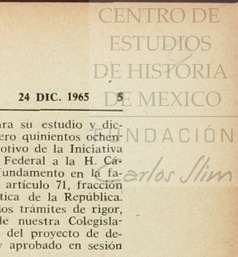 CENTRO DE
ESTUDIOS
DE HISTORIA
DE MEXICO
FUNDACIÓN
Carlos Slim
24 DIC. 1965 5
ra su estudio y dic-
ero quinientos ochen-
otivo de la Iniciativa
Federal a la H. Cá-
undamento en la fa-
artículo 71, fracción
tica de la República.
los trámites de rigor,
de nuestra Colegisla-
del proyecto de de-
y aprobado en sesión